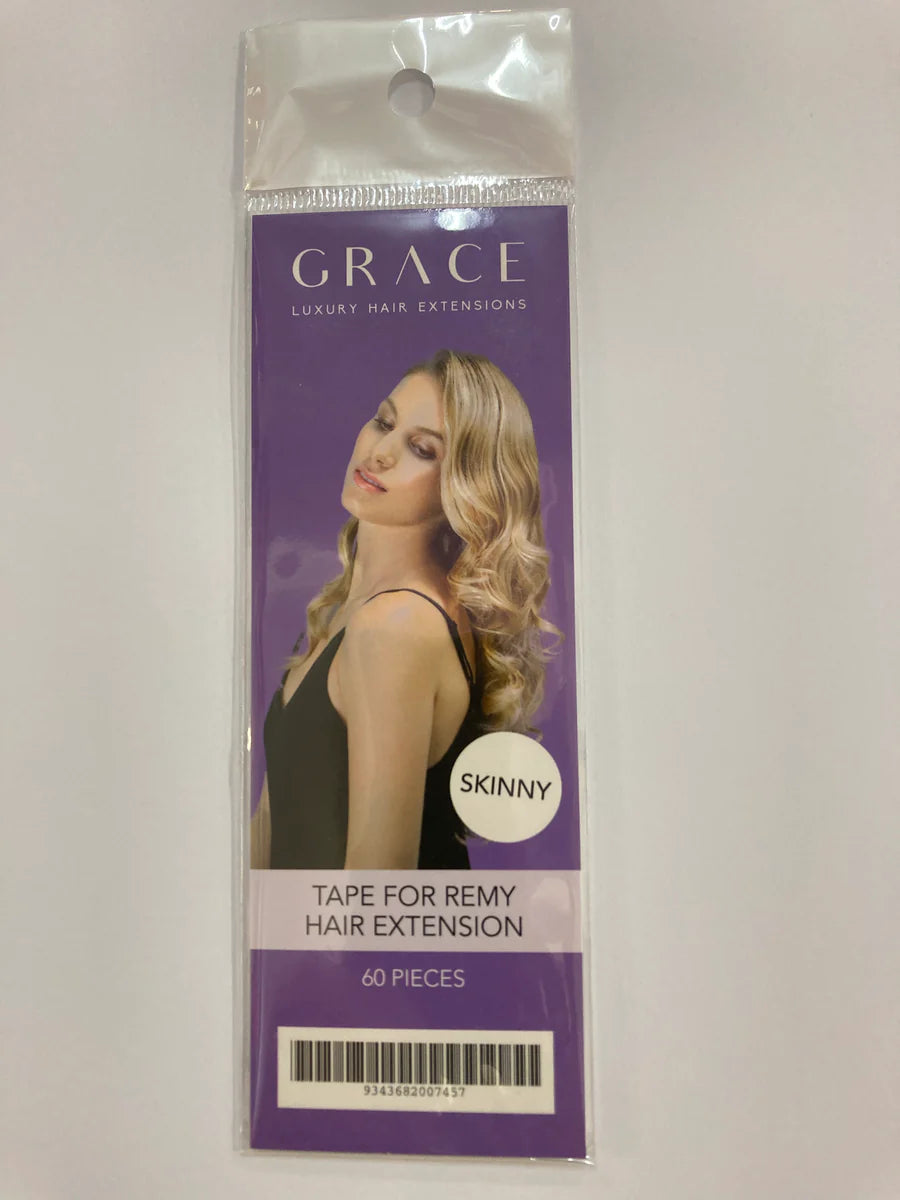 GRACE
LUXURY HAIR EXTENSIONS
SKINNY
TAPE FOR REMY
HAIR EXTENSION
60 PIECES
9343682007457